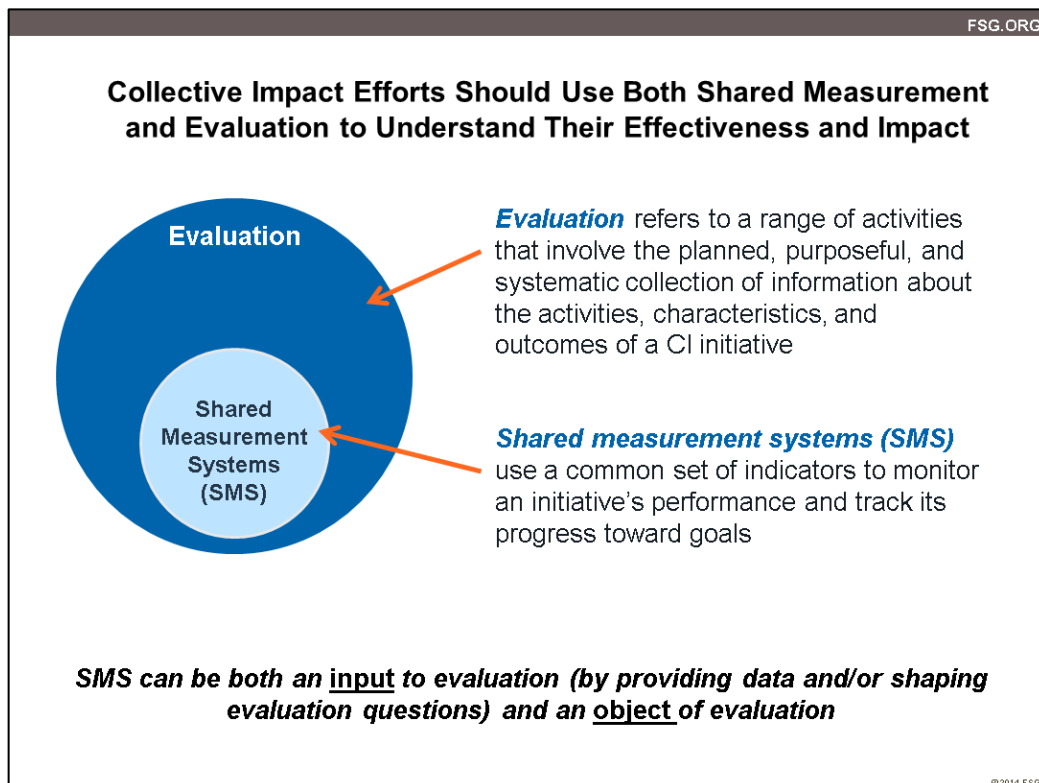 FSG.ORG
Collective Impact Efforts Should Use Both Shared Measurement
and Evaluation to Understand Their Effectiveness and Impact
Evaluation
Shared
Measurement
Systems
(SMS)
Evaluation refers to a range of activities
that involve the planned, purposeful, and
systematic collection of information about
the activities, characteristics, and
outcomes of a CI initiative
Shared measurement systems (SMS)
use a common set of indicators to monitor
an initiative's performance and track its
progress toward goals
SMS can be both an input to evaluation (by providing data and/or shaping
evaluation questions) and an object of evaluation
©2014 FSG